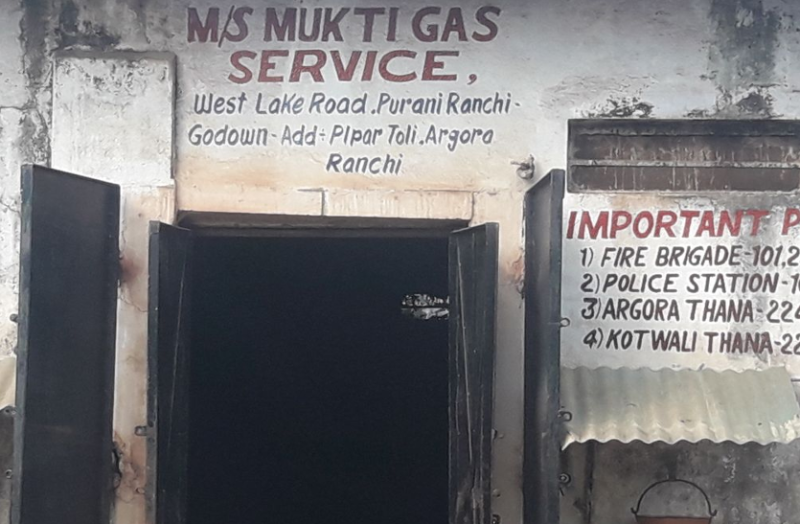 M/S MUKTI GAS
SERVICE,
West Lake Road.Purani Ranchi-
Godown-Add÷PIpar Toli.Argora
Ranchi
IMPORTANT P
1) FIRE BRIGADE-101,2
2) POLICE STATION-1
3) ARGORA THANA-224
4) KOTWALI THANA-22